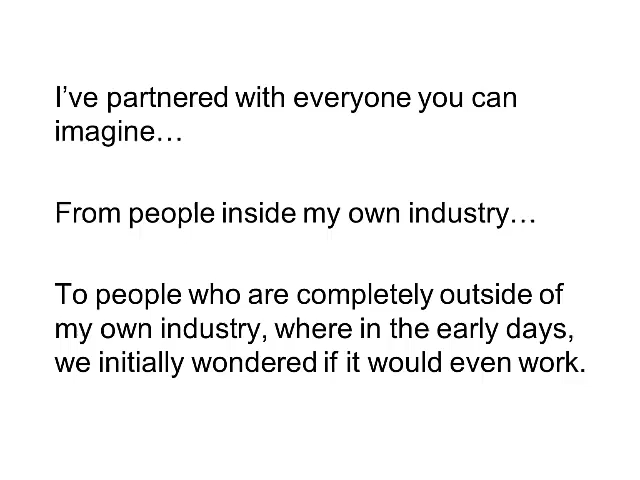 I’ve partnered with everyone you can
imagine…
From people inside my own industry…
To people who are completely outside of
my own industry, where in the early days,
we initially wondered if it would even work.